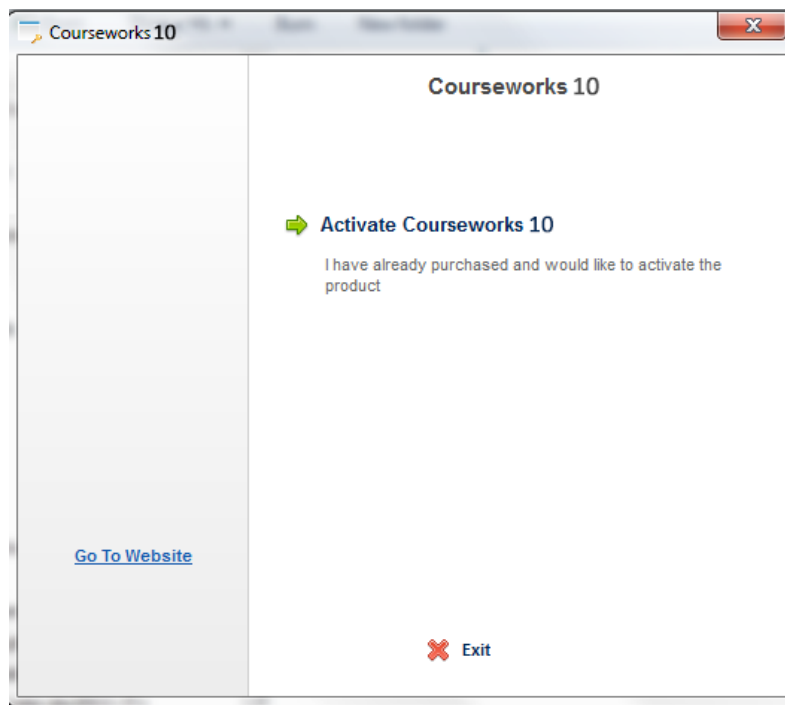 Courseworks 10
Courseworks 10
Activate Courseworks 10
I have already purchased and would like to activate the
product
Go To Website
Exit